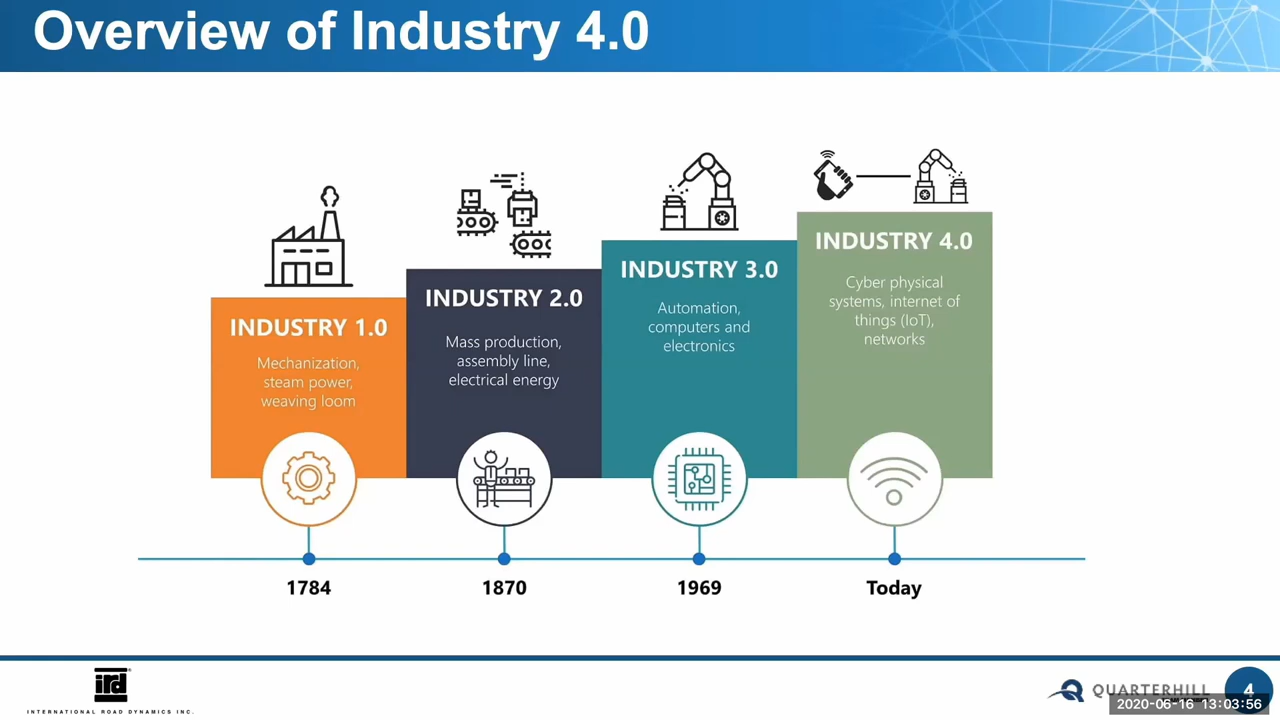 Overview of Industry 4.0
INDUSTRY 1.0
Mechanization,
steam power,
weaving loom
INDUSTRY 2.0
Mass production,
assembly line,
electrical energy
INDUSTRY 3.0
Automation,
computers and
electronics
INDUSTRY 4.0
Cyber physical
systems, internet of
things (IoT),
networks
1784
1870
1969
Today
ird
INTERNATIONAL ROAD DYNAMICS INC.
QUARTERHILL
4
2020-06-16 13:03:56